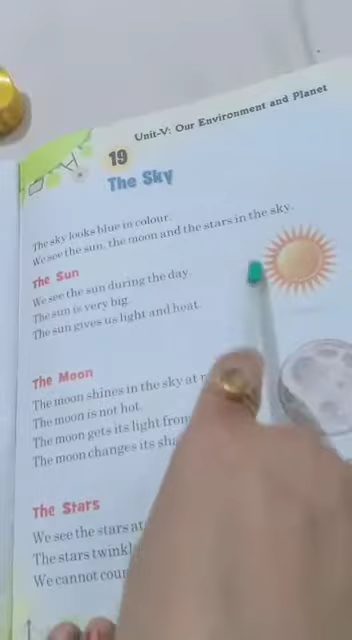 Unit-V: Our Environment and Planet
19
The Sky
The sky looks blue in colour.
We see the sun, the moon and the stars in the sky.
The Sun
We see the sun during the day.
The sun is very big.
The sun gives us light and heat.
The Moon
The moon shines in the sky at
The moon is not hot.
The moon gets its light from
The moon changes its
The Stars
We see the stars at
The stars
We cannot